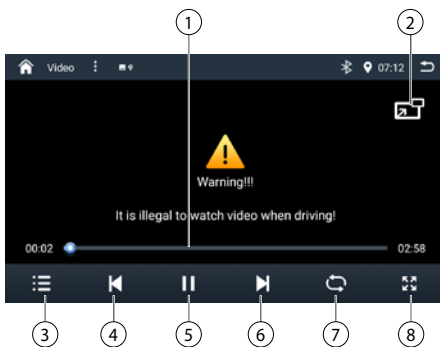 1 2
Video 07:12
Warning!!!
It is illegal to watch video when driving!
00:02 02:58
3 4 5 6 7 8